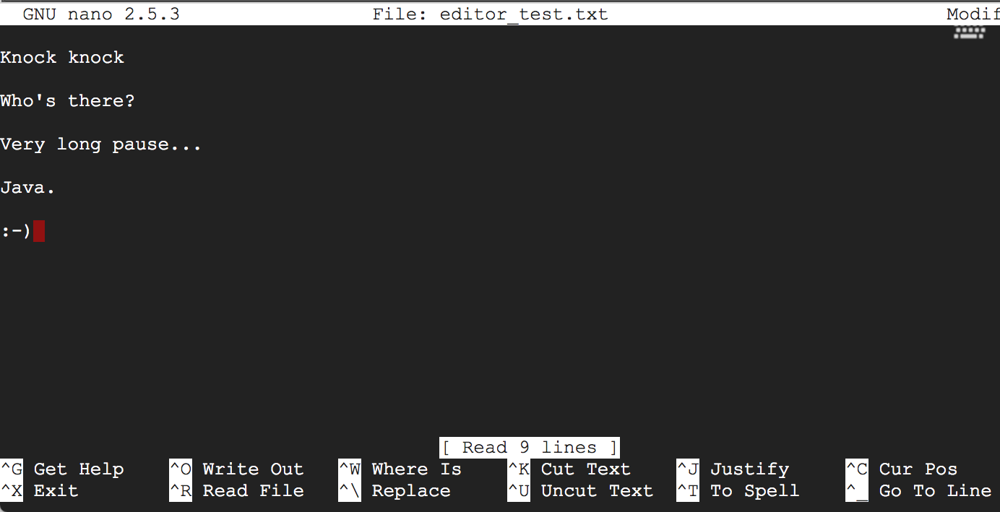 GNU nano 2.5.3 File: editor_test.txt Modif
Knock knock
Who's there?
Very long pause...
Java.
:-)
[ Read 9 lines ]
^G Get Help ^O Write Out ^W Where Is ^K Cut Text ^J Justify ^C Cur Pos
^X Exit ^R Read File ^\ Replace ^U Uncut Text ^T To Spell ^_ Go To Line